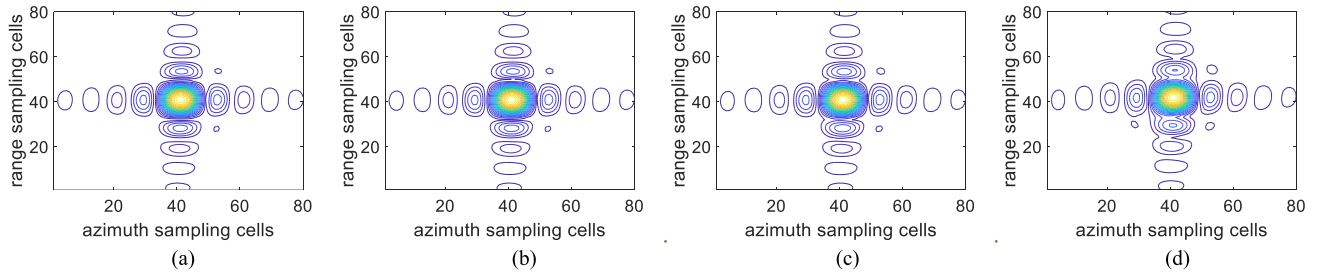 80 80 80 80
range sampling cells range sampling cells range sampling cells range sampling cells
60 60 60 60
40 40 40 40
20 20 20 20
20 40 60 80 20 40 60 80 20 40 60 80 20 40 60 80
azimuth sampling cells azimuth sampling cells azimuth sampling cells azimuth sampling cells
(a) (b) (c) (d)